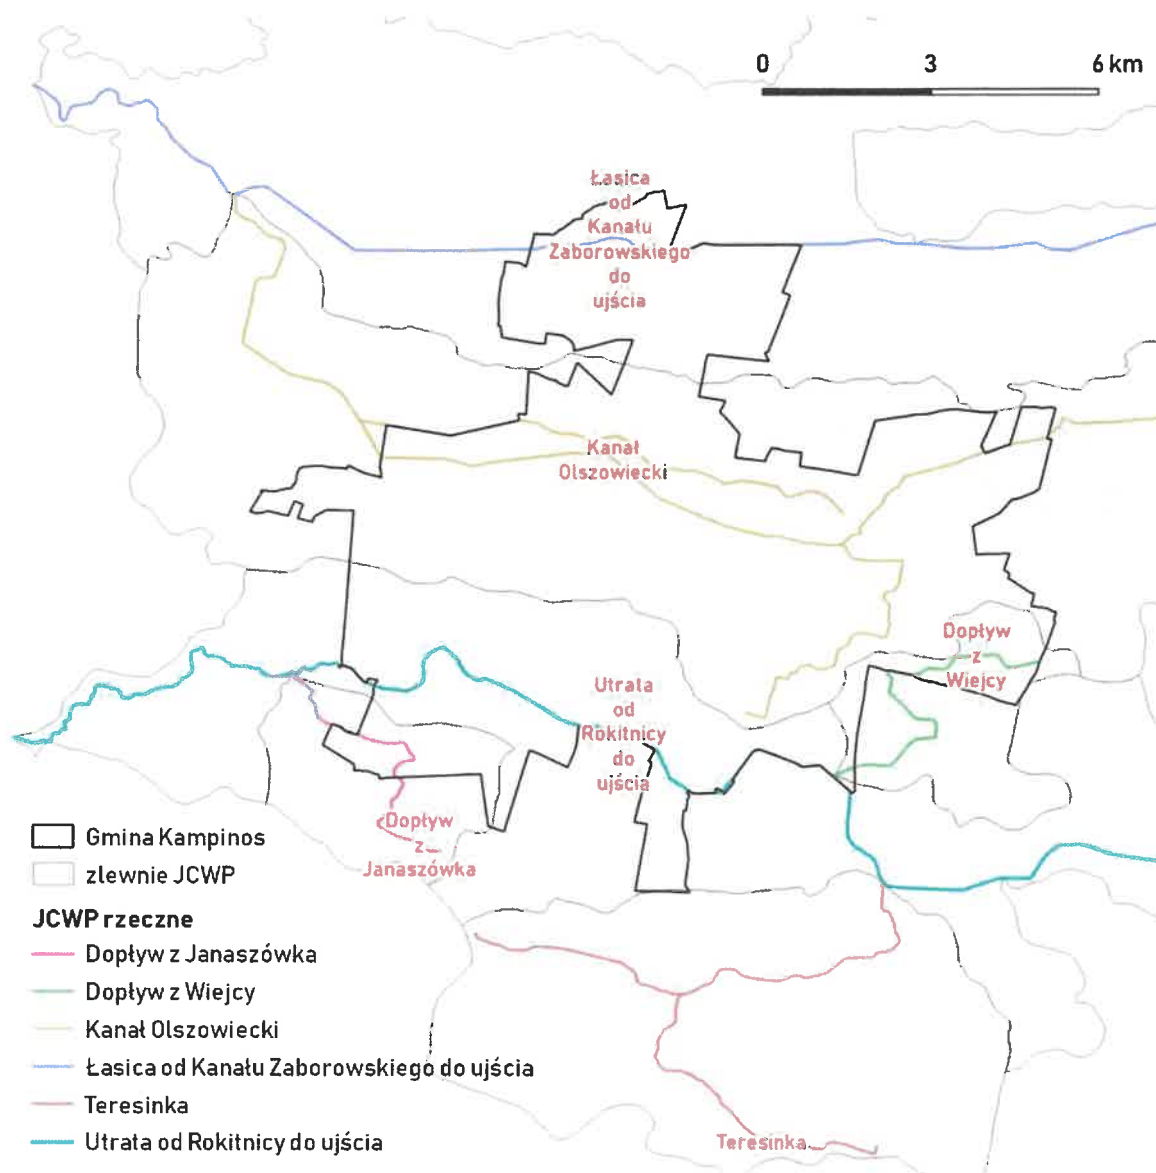 0 3 6 km
Łasica
od
Kanału
Zaborowskiego
do
ujścia
Kanał
Olszowiecki
Dopływ
z
Wiejcy
Utrata
od
Rokitnicy
do
ujścia
Dopływ
z
Janaszówka
Gmina Kampinos
zlewnie JCWP
JCWP rzeczne
Dopływ z Janaszówka
Dopływ z Wiejcy
Kanał Olszowiecki
Łasica od Kanału Zaborowskiego do ujścia
Teresinka
Utrata od Rokitnicy do ujścia
Teresinka